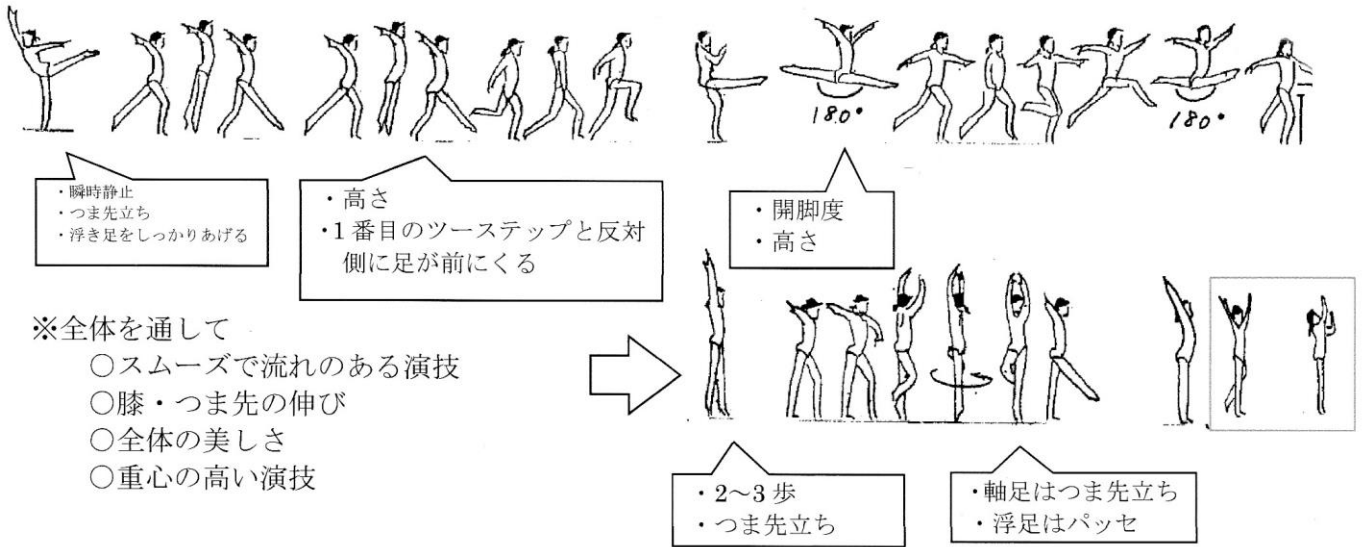 180°
180°
・瞬時静止
・つま先立ち
・浮き足をしっかりあげる
・高さ
・1番目のツーステップと反対
側に足が前にくる
・開脚度
・高さ
※全体を通して
○スムーズで流れのある演技
○膝・つま先の伸び
○全体の美しさ
○重心の高い演技
・2～3歩
・つま先立ち
・軸足はつま先立ち
・浮足はパッセ